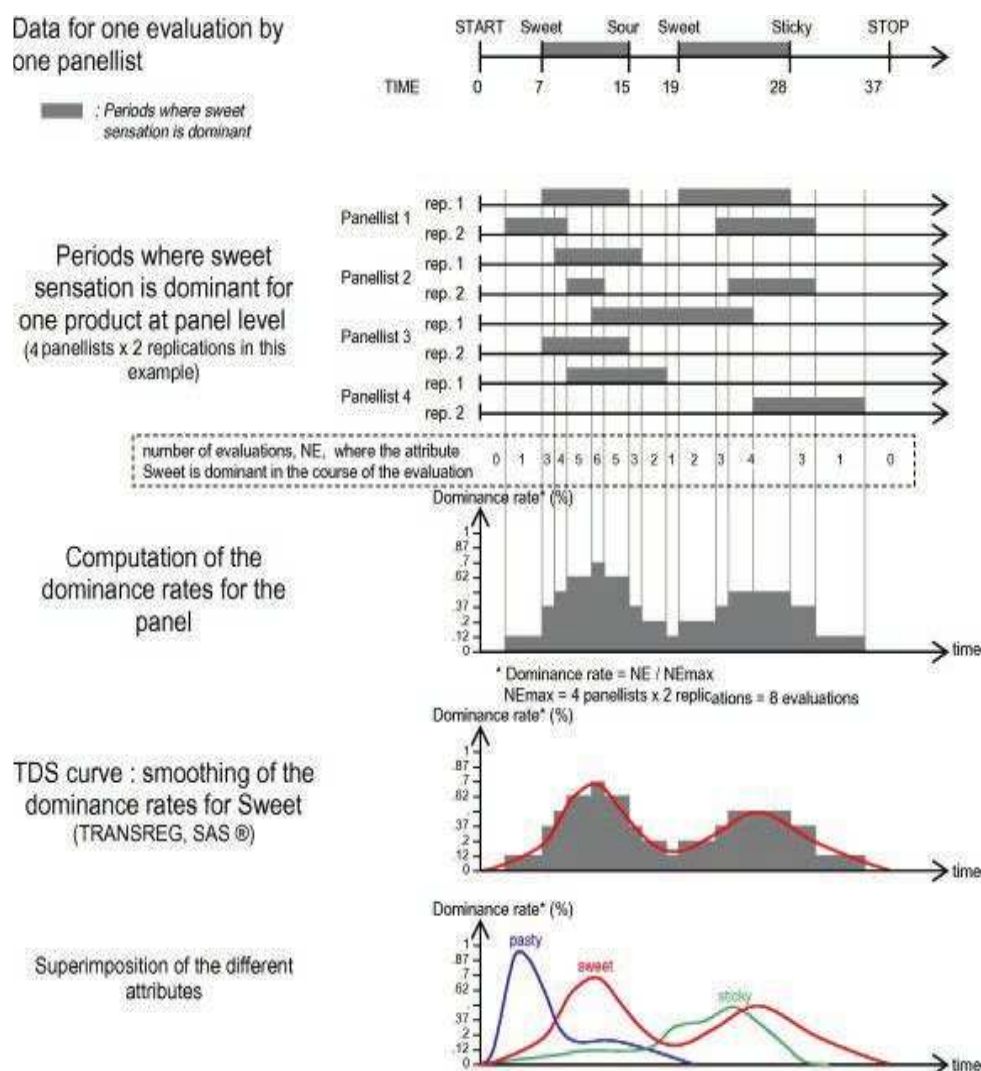 Data for one evaluation by
one panellist
: Periods where sweet
sensation is dominant
START Sweet Sour Sweet Sticky STOP
TIME 0 7 15 19 28 37
Periods where sweet
sensation is dominant for
one product at panel level
(4 panellists x 2 replications in this
example)
Panellist 1
rep. 1
rep. 2
Panellist 2
rep. 1
rep. 2
Panellist 3
rep. 1
rep. 2
Panellist 4
rep. 1
rep. 2
number of evaluations, NE, where the attribute
Sweet is dominant in the course of the evaluation
0 1 3 4 5 6 5 3 2 1 2 3 4 3 1 0
Computation of the
dominance rates for the
panel
Dominance rate* (%)
1
.87
.7
.62
.37
.2
.12
0
time
* Dominance rate = NE / NEmax
NEmax = 4 panellists x 2 replications = 8 evaluations
TDS curve : smoothing of the
dominance rates for Sweet
(TRANSREG, SAS ®)
Dominance rate* (%)
1
.87
.7
.62
.37
.2
.12
0
time
Superimposition of the different
attributes
Dominance rate* (%)
1
.87
.7
.62
.37
.2
.12
0
pasty
sweet
sticky
time